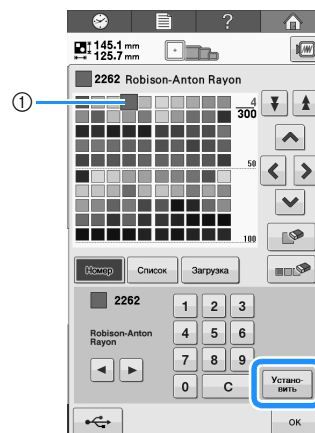 ?
145.1 mm
125.7 mm
2262 Robison-Anton Rayon
①
4
300
50
100
Номер
Список
Загрузка
2262
Robison-Anton
Rayon
1 2 3
4 5 6
7 8 9
0 C
Устано-
вить
OK